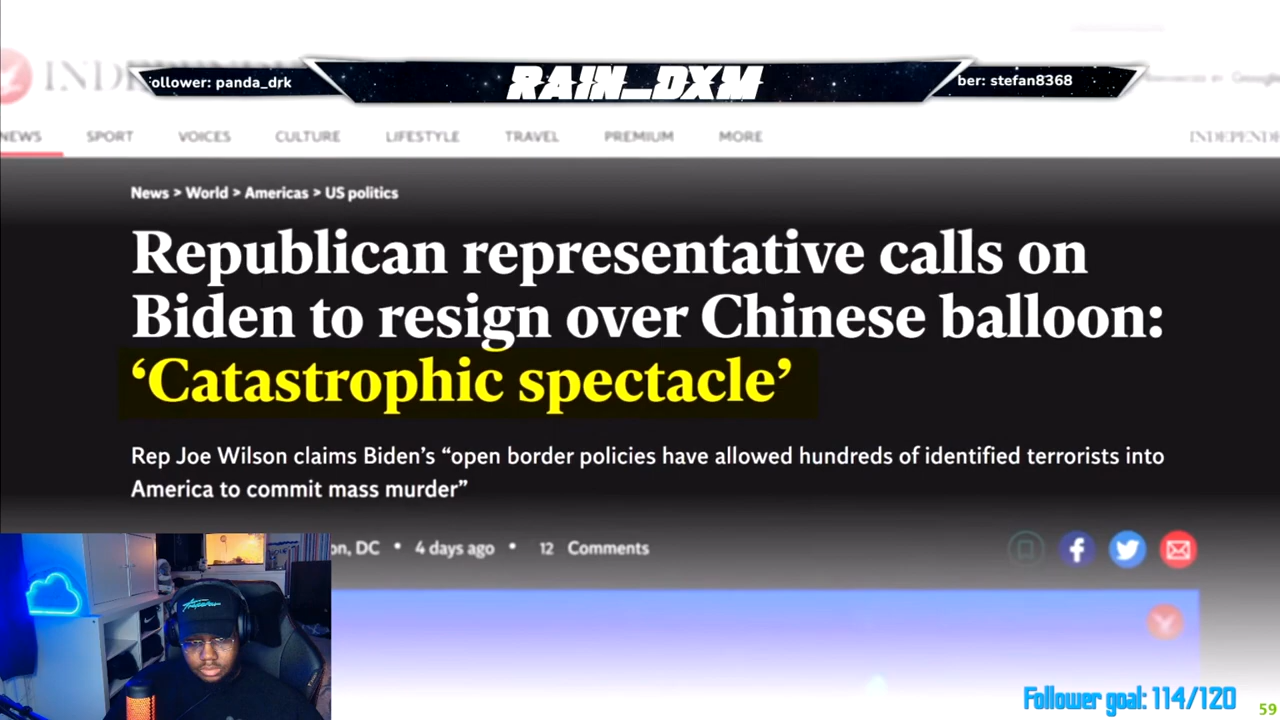 ollower: panda_drk
RAIN_DXM
ber: stefan8368
NEWS SPORT VOICES CULTURE LIFESTYLE TRAVEL PREMIUM MORE
News > World > Americas > US politics
Republican representative calls on
Biden to resign over Chinese balloon:
‘Catastrophic spectacle’
Rep Joe Wilson claims Biden’s “open border policies have allowed hundreds of identified terrorists into
America to commit mass murder”
on, DC • 4 days ago • 12 Comments
Follower goal: 114/120
59